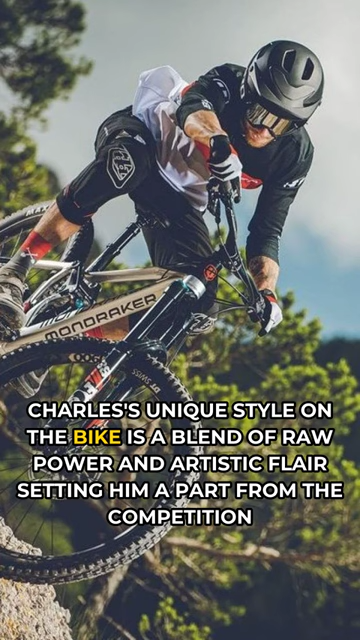 MONDRAKER
CHARLES'S UNIQUE STYLE ON
THE BIKE IS A BLEND OF RAW
POWER AND ARTISTIC FLAIR
SETTING HIM A PART FROM THE
COMPETITION